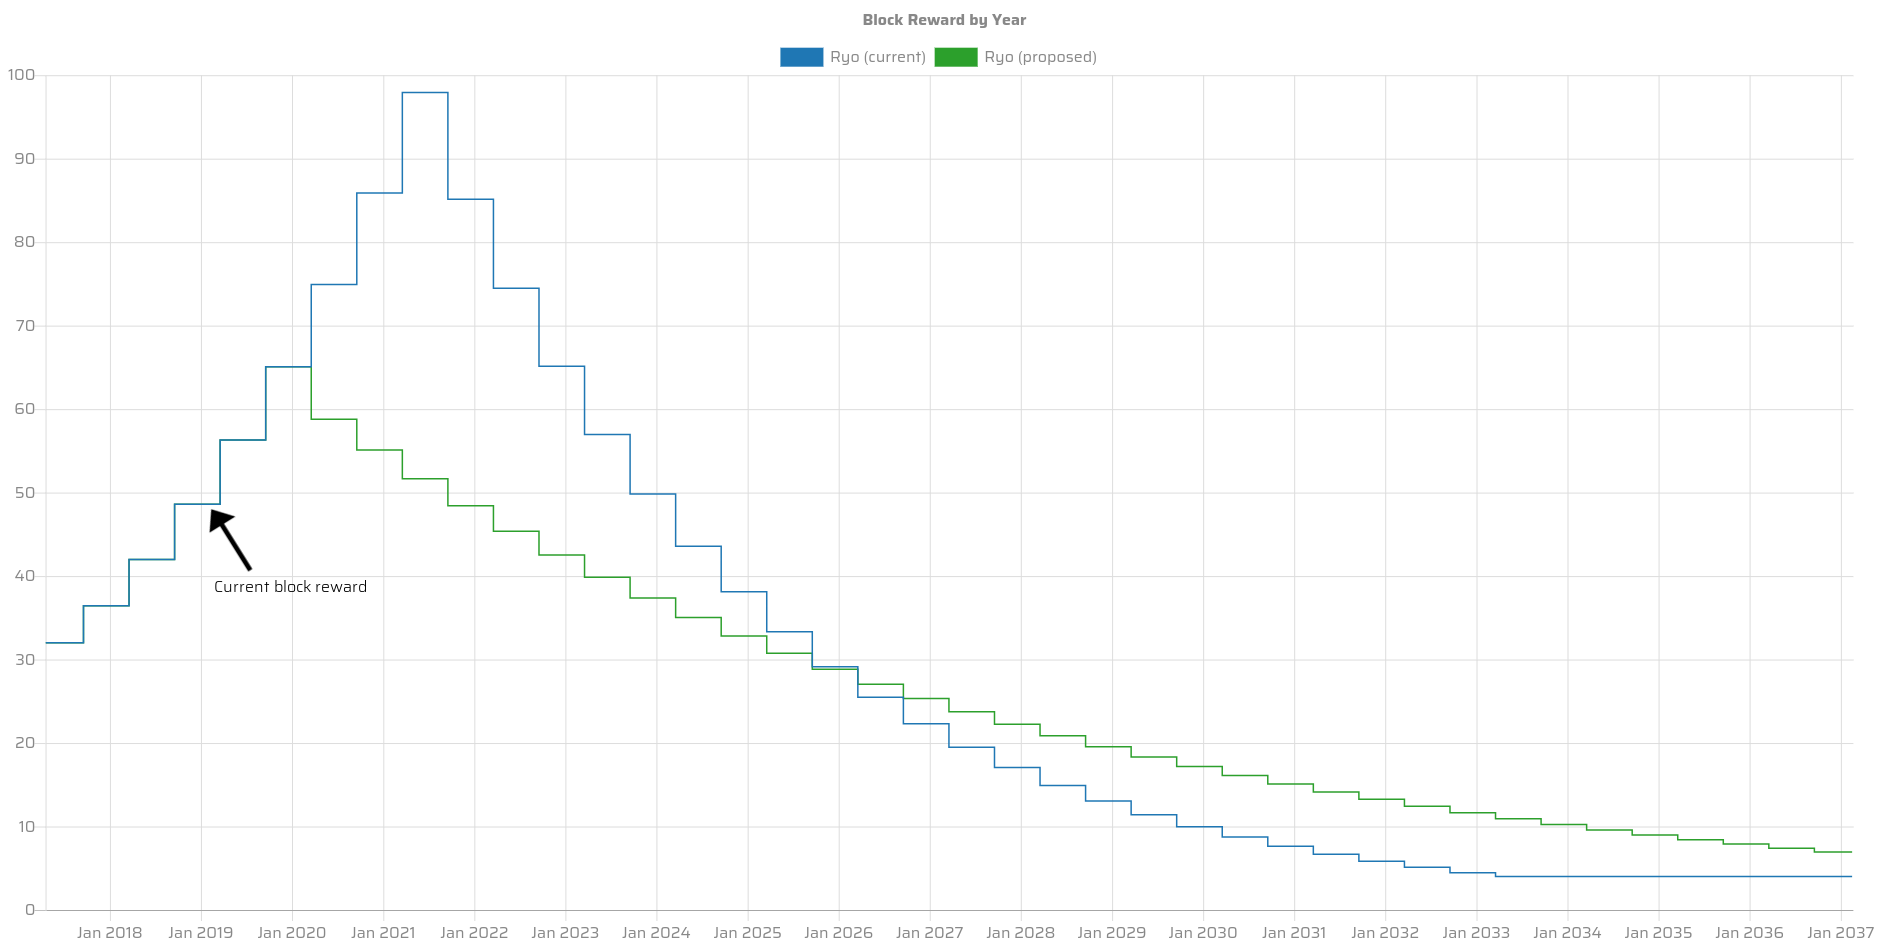 Block Reward by Year
Ryo (current) Ryo (proposed)
100
90
80
70
60
50
40
30
20
10
0
Current block reward
Jan 2018 Jan 2019 Jan 2020 Jan 2021 Jan 2022 Jan 2023 Jan 2024 Jan 2025 Jan 2026 Jan 2027 Jan 2028 Jan 2029 Jan 2030 Jan 2031 Jan 2032 Jan 2033 Jan 2034 Jan 2035 Jan 2036 Jan 2037